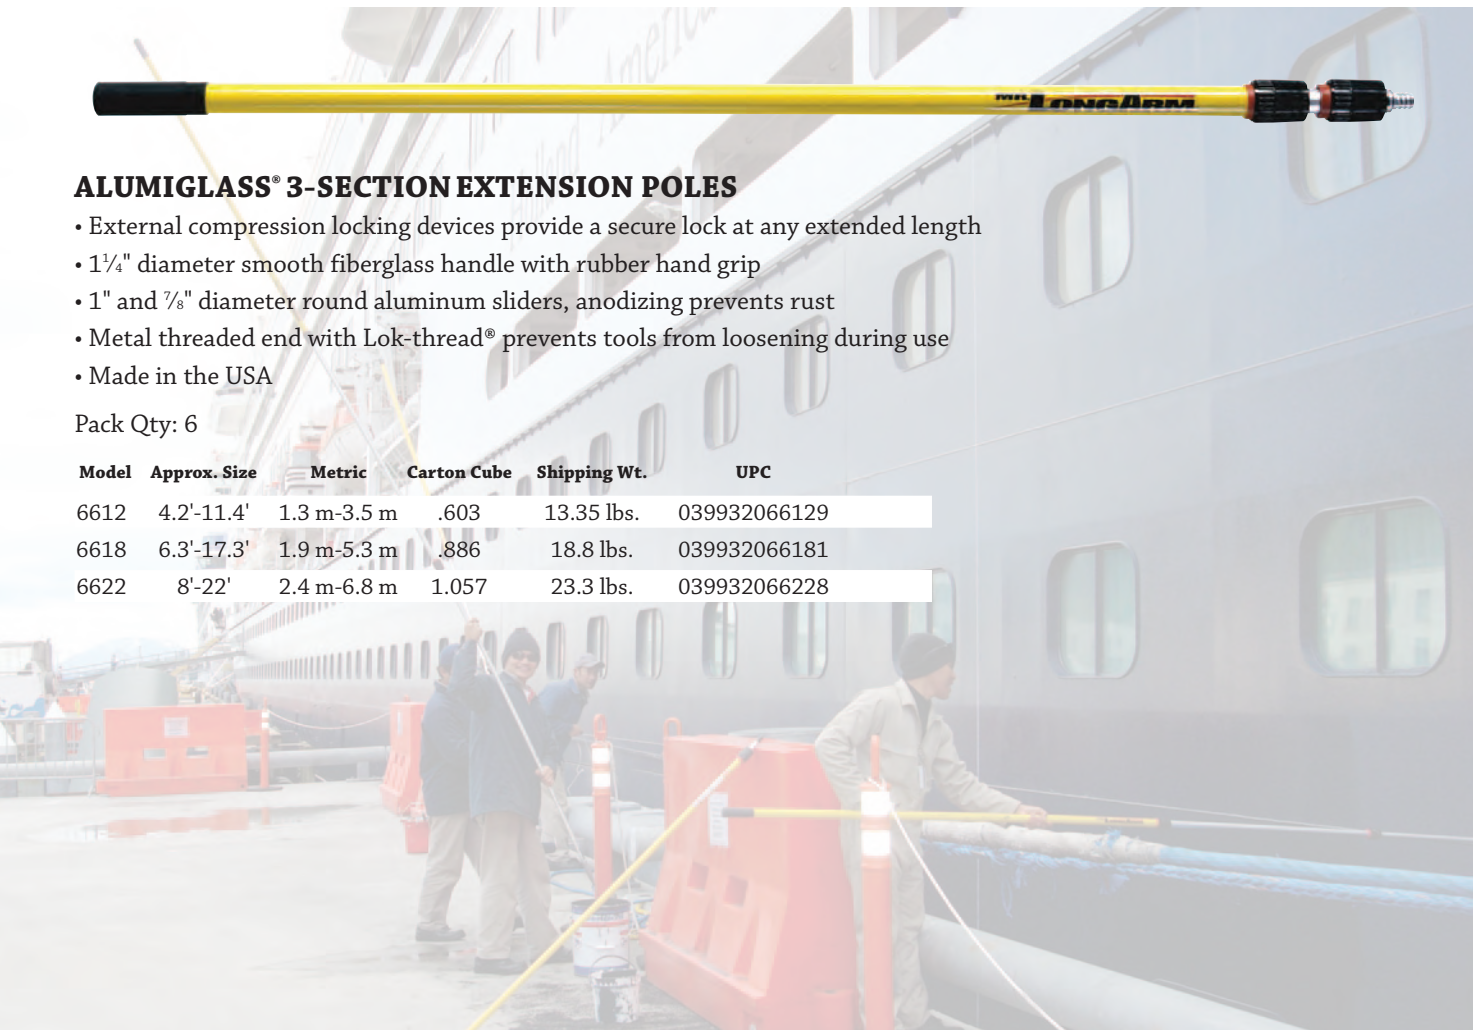 MR. LONGARM
America
ALUMIGLASS® 3-SECTION EXTENSION POLES
• External compression locking devices provide a secure lock at any extended length
• 1¼" diameter smooth fiberglass handle with rubber hand grip
• 1" and ⅞" diameter round aluminum sliders, anodizing prevents rust
• Metal threaded end with Lok-thread® prevents tools from loosening during use
• Made in the USA
Pack Qty: 6
Model Approx. Size Metric Carton Cube Shipping Wt. UPC
6612 4.2'-11.4' 1.3 m-3.5 m .603 13.35 lbs. 039932066129
6618 6.3'-17.3' 1.9 m-5.3 m .886 18.8 lbs. 039932066181
6622 8'-22' 2.4 m-6.8 m 1.057 23.3 lbs. 039932066228